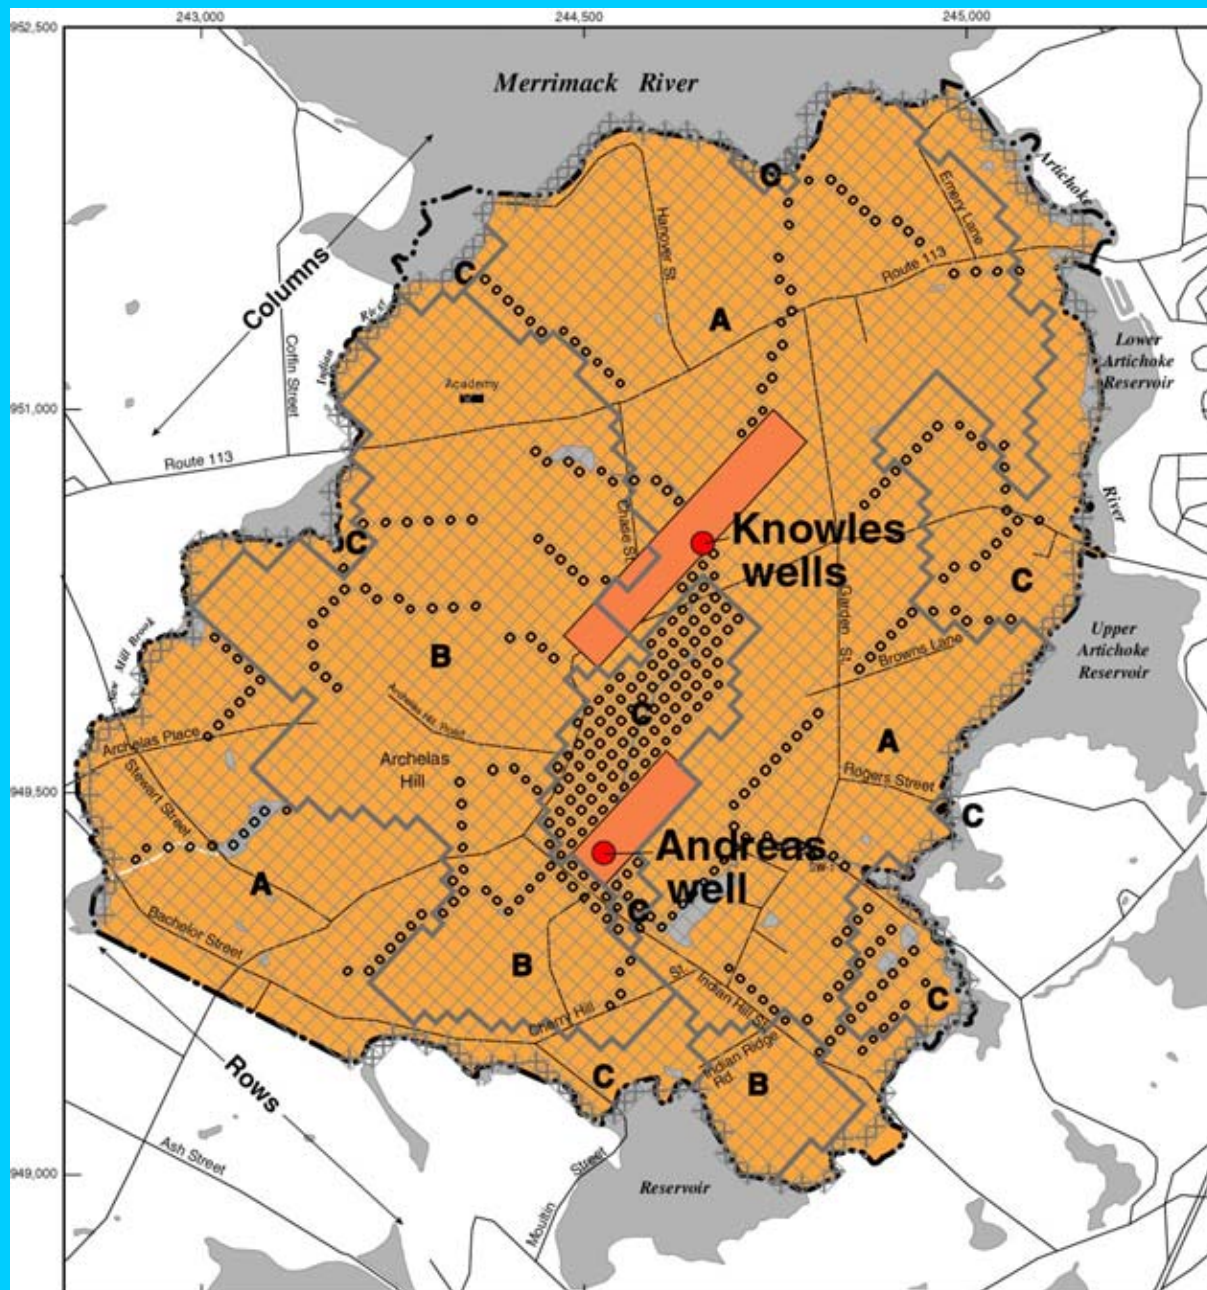 243,000
244,500
245,000
952,500
Merrimack River
Artichoke
C
Emery Lane
Hanover St.
Route 113
C
Columns
Indian
River
A
Coffin Street
Lower
Artichoke
Reservoir
Academy
951,000
Route 113
River
Chase St.
Knowles
wells
C
C
Garden St.
New Mill Brook
Upper
Artichoke
Reservoir
B
Browns Lane
C
Archelas Place
A
Archelas
Hill
Stewart Street
Rogers Street
949,500
C
Andreas
well
A
C
Bachelor Street
B
St.
Indian Hill St.
C
Cherry Hill
Indian Ridge
Rd.
Rows
C
B
Ash Street
949,000
Street
Moultin
Reservoir